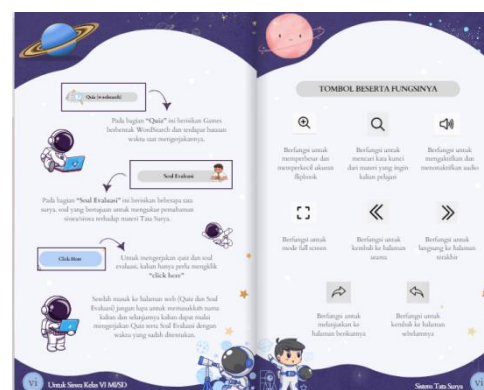 Quiz (wordsearch)
Pada bagian "Quiz" ini berisikan Games
berbentuk WordSearch dan terdapat batasan
waktu saat mengerjakannya.
Soal Evaluasi
Pada bagian "Soal Evaluasi" ini berisikan beberapa tata
surya, soal yang bertujuan untuk mengukur pemahaman
siswa/siswa terhadap materi Tata Surya.
Click Here
Untuk mengerjakan quiz dan soal
evaluasi, kalian hanya perlu mengklik
"click here"
Setelah masuk ke halaman web (Quiz dan Soal
Evaluasi) jangan lupa untuk memasukkan nama
kalian dan selanjutnya kalian dapat mulai
mengerjakan Quiz serta Soal Evaluasi dengan
waktu yang sudah ditentukan.
VI Untuk Siswa Kelas VI MI/SD
TOMBOL BESERTA FUNGSINYA
Berfungsi untuk
memperbesar dan
memperkecil ukuran
flipbook
Berfungsi untuk
mencari kata kunci
dari materi yang ingin
kalian pelajari
Berfungsi untuk
mengaktifkan dan
menonaktifkan audio
Berfungsi untuk
mode full screen
Berfungsi untuk
kembali ke halaman
utama
Berfungsi untuk
langsung ke halaman
terakhir
Berfungsi untuk
melanjutkan ke
halaman berikutnya
Berfungsi untuk
kembali ke halaman
sebelumnya
Sistem Tata Surya VI